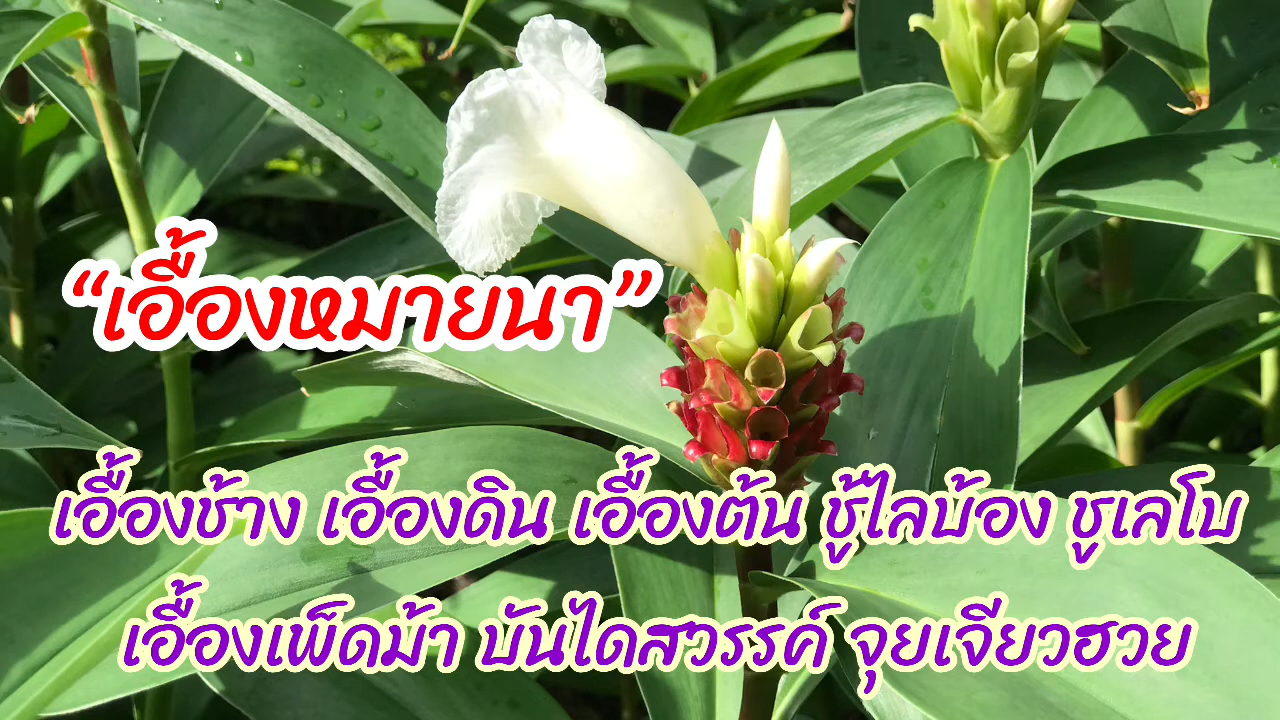 “เอื้องหมายนา”
เอื้องช้าง เอื้องดิน เอื้องต้น ชู้ไลบ้อง ชูเลโบ
เอื้องเพ็ดม้า บันไดสวรรค์ จุยเจียวฮวย